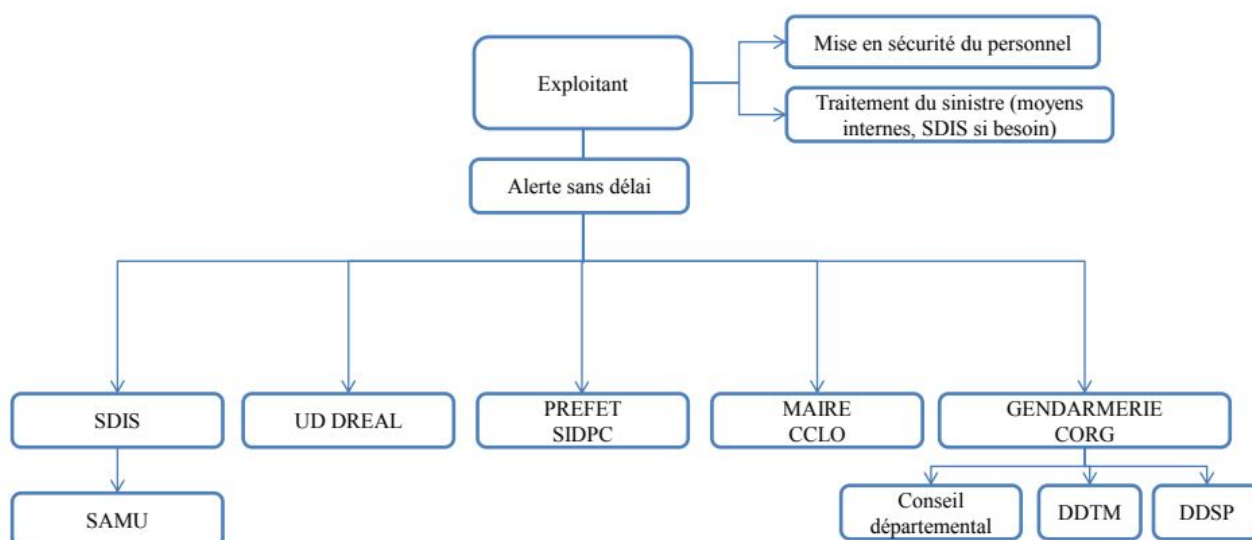 Mise en sécurité du personnel
Exploitant
Traitement du sinistre (moyens
internes, SDIS si besoin)
Alerte sans délai
SDIS
UD DREAL
PREFET
SIDPC
MAIRE
CCLO
GENDARMERIE
CORG
SAMU
Conseil
départemental
DDTM
DDSP